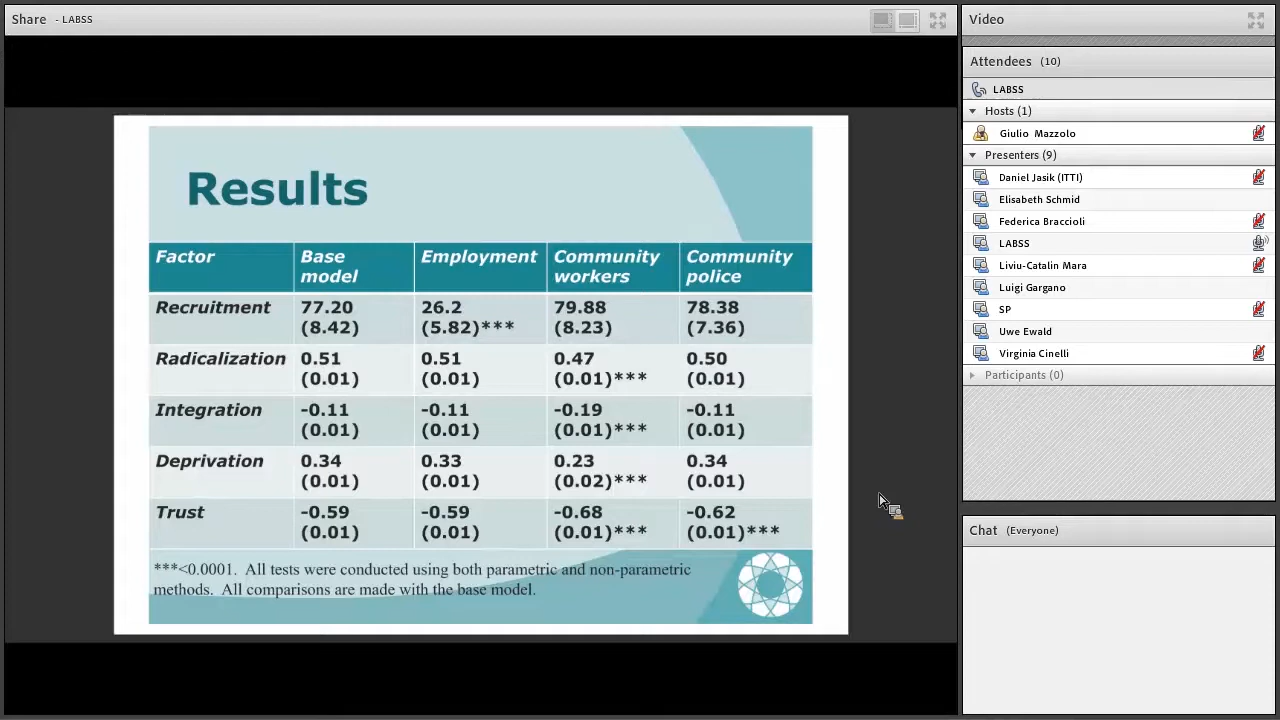 Share - LABSS
Results
Factor
Base
model
Employment
Community
workers
Community
police
Recruitment
77.20
(8.42)
26.2
(5.82)***
79.88
(8.23)
78.38
(7.36)
Radicalization
0.51
(0.01)
0.51
(0.01)
0.47
(0.01)***
0.50
(0.01)
Integration
-0.11
(0.01)
-0.11
(0.01)
-0.19
(0.01)***
-0.11
(0.01)
Deprivation
0.34
(0.01)
0.33
(0.01)
0.23
(0.02)***
0.34
(0.01)
Trust
-0.59
(0.01)
-0.59
(0.01)
-0.68
(0.01)***
-0.62
(0.01)***
***<0.0001. All tests were conducted using both parametric and non-parametric
methods. All comparisons are made with the base model.
Video
Attendees (10)
LABSS
Hosts (1)
Giulio Mazzolo
Presenters (9)
Daniel Jasik (ITTI)
Elisabeth Schmid
Federica Braccioli
LABSS
Liviu-Catalin Mara
Luigi Gargano
SP
Uwe Ewald
Virginia Cinelli
Participants (0)
Chat (Everyone)